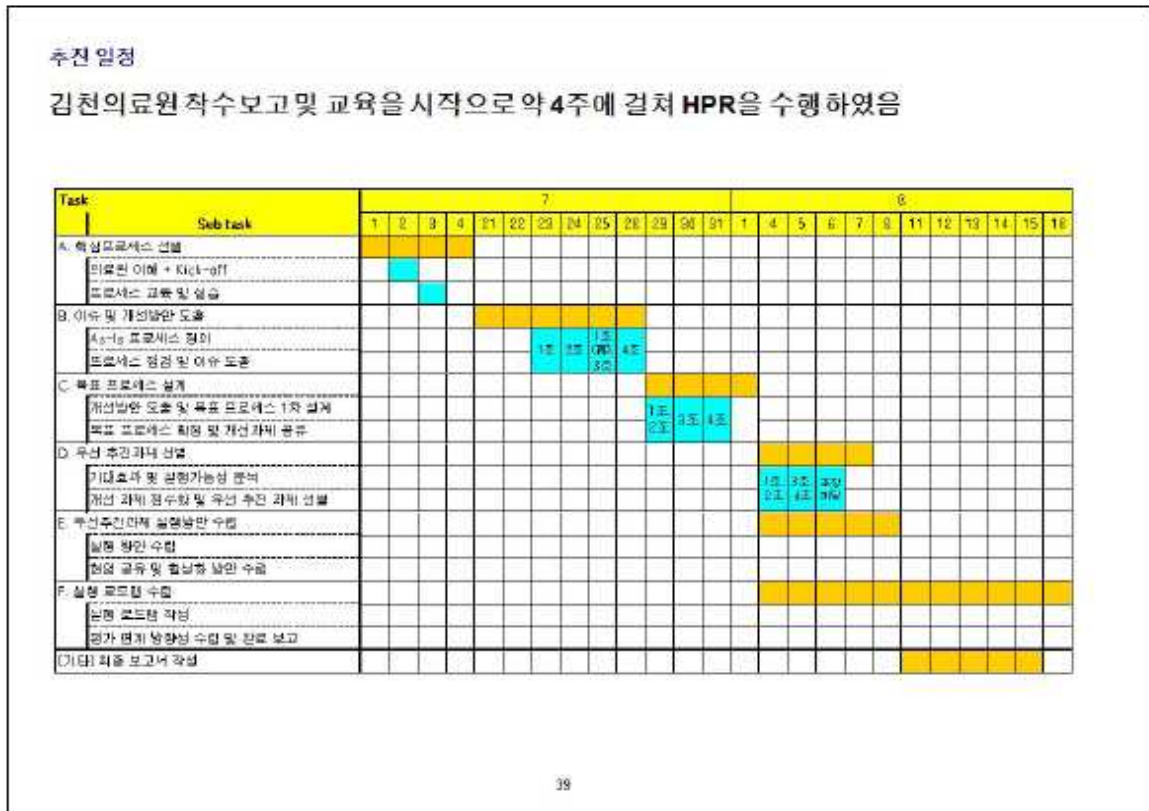 추진 일정
김천의료원 착수보고 및 교육을 시작으로 약 4주에 걸쳐 HPR을 수행하였음
Task 7 8
Sub task 1 2 3 4 21 22 23 24 25 28 29 30 31 1 4 5 6 7 8 11 12 13 14 15 18
A. 핵심프로세스 선별
의료원 이해 + Kick-off
프로세스 교육 및 실습
B. 이슈 및 개선방안 도출
As-Is 프로세스 정의
프로세스 점검 및 이슈 도출
1조 2조 1조 3조 4조
C. 목표 프로세스 설계
개선방안 도출 및 목표 프로세스 1차 설계
목표 프로세스 확정 및 개선과제 공유
1조 2조 3조 4조
D. 우선 추진과제 선별
기대효과 및 실행가능성 분석
개선 과제 점수화 및 우선 추진 과제 선별
1조 2조 3조 4조
E. 우선추진과제 실행방안 수립
실행 방안 수립
현업 공유 및 활성화 방안 수립
F. 실행 로드맵 수립
실행 로드맵 작성
평가 연계 방향성 수립 및 완료 보고
[기타] 최종 보고서 작성
39